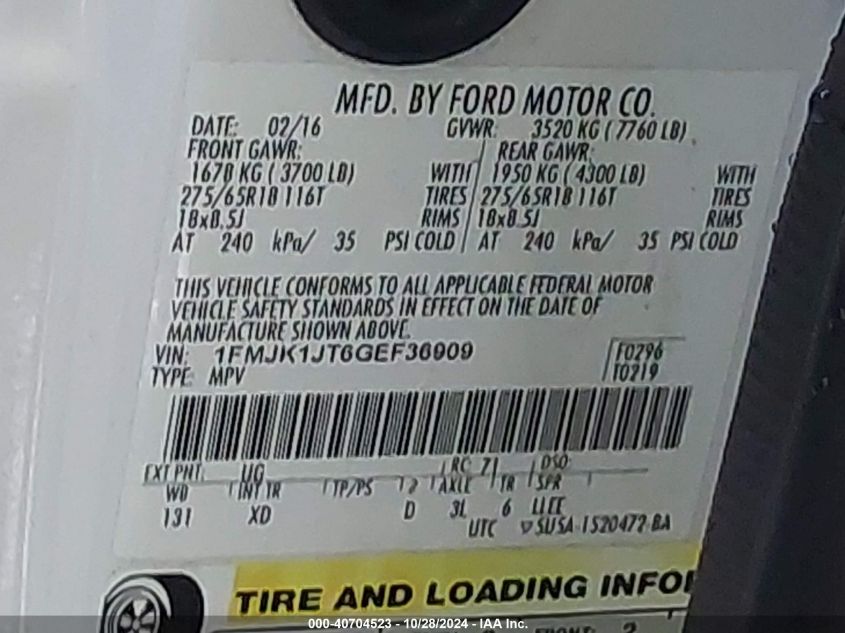 MFD. BY FORD MOTOR CO.
DATE: 02/16 GVWR: 3520 KG (7760 LB)
FRONT GAWR: REAR GAWR:
1678 KG (3700 LB) WITH 1950 KG (4300 LB) WITH
275/65R18 116T TIRES 275/65R18 116T TIRES
18x8.5J RIMS 18x8.5J RIMS
AT 240 kPa/ 35 PSI COLD AT 240 kPa/ 35 PSI COLD
THIS VEHICLE CONFORMS TO ALL APPLICABLE FEDERAL MOTOR
VEHICLE SAFETY STANDARDS IN EFFECT ON THE DATE OF
MANUFACTURE SHOWN ABOVE.
VIN: 1FMJK1JT6GEF36909 F0296
TYPE: MPV T0219
EXT PNT: UG RC: 71 DSO:
WB INT TR TP/PS AXLE TR SPR
131 XD D 3L 6 LLEE
UTC SUSA-1520472-BA
TIRE AND LOADING INFO
000-40704523 - 10/28/2024 - IAA Inc.